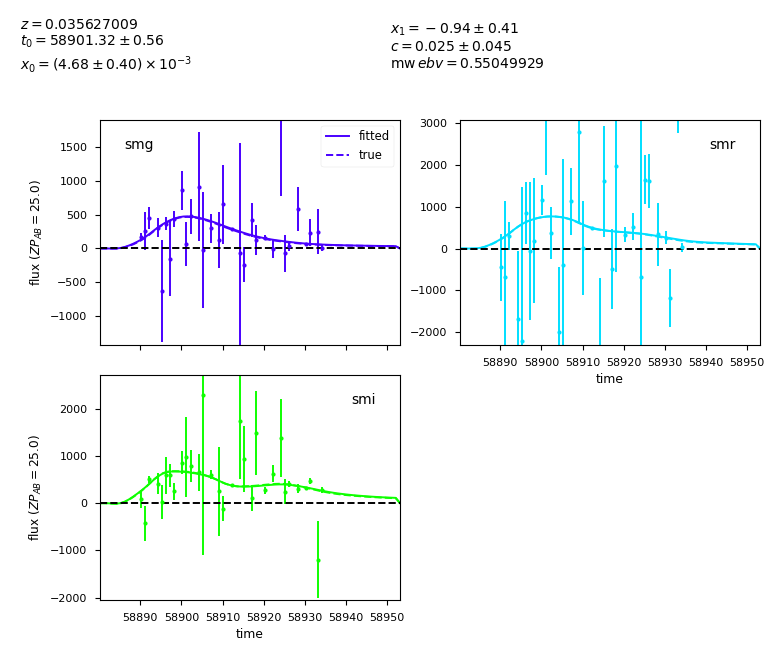 z = 0.035627009
t₀ = 58901.32 ± 0.56
x₀ = (4.68 ± 0.40) × 10⁻³
x₁ = −0.94 ± 0.41
c = 0.025 ± 0.045
mw ebv = 0.55049929
smg
fitted
true
1500
1000
500
0
−500
−1000
flux (ZP_AB = 25.0)
smr
3000
2000
1000
0
−1000
−2000
58890 58900 58910 58920 58930 58940 58950
time
smi
2000
1000
0
−1000
−2000
flux (ZP_AB = 25.0)
58890 58900 58910 58920 58930 58940 58950
time